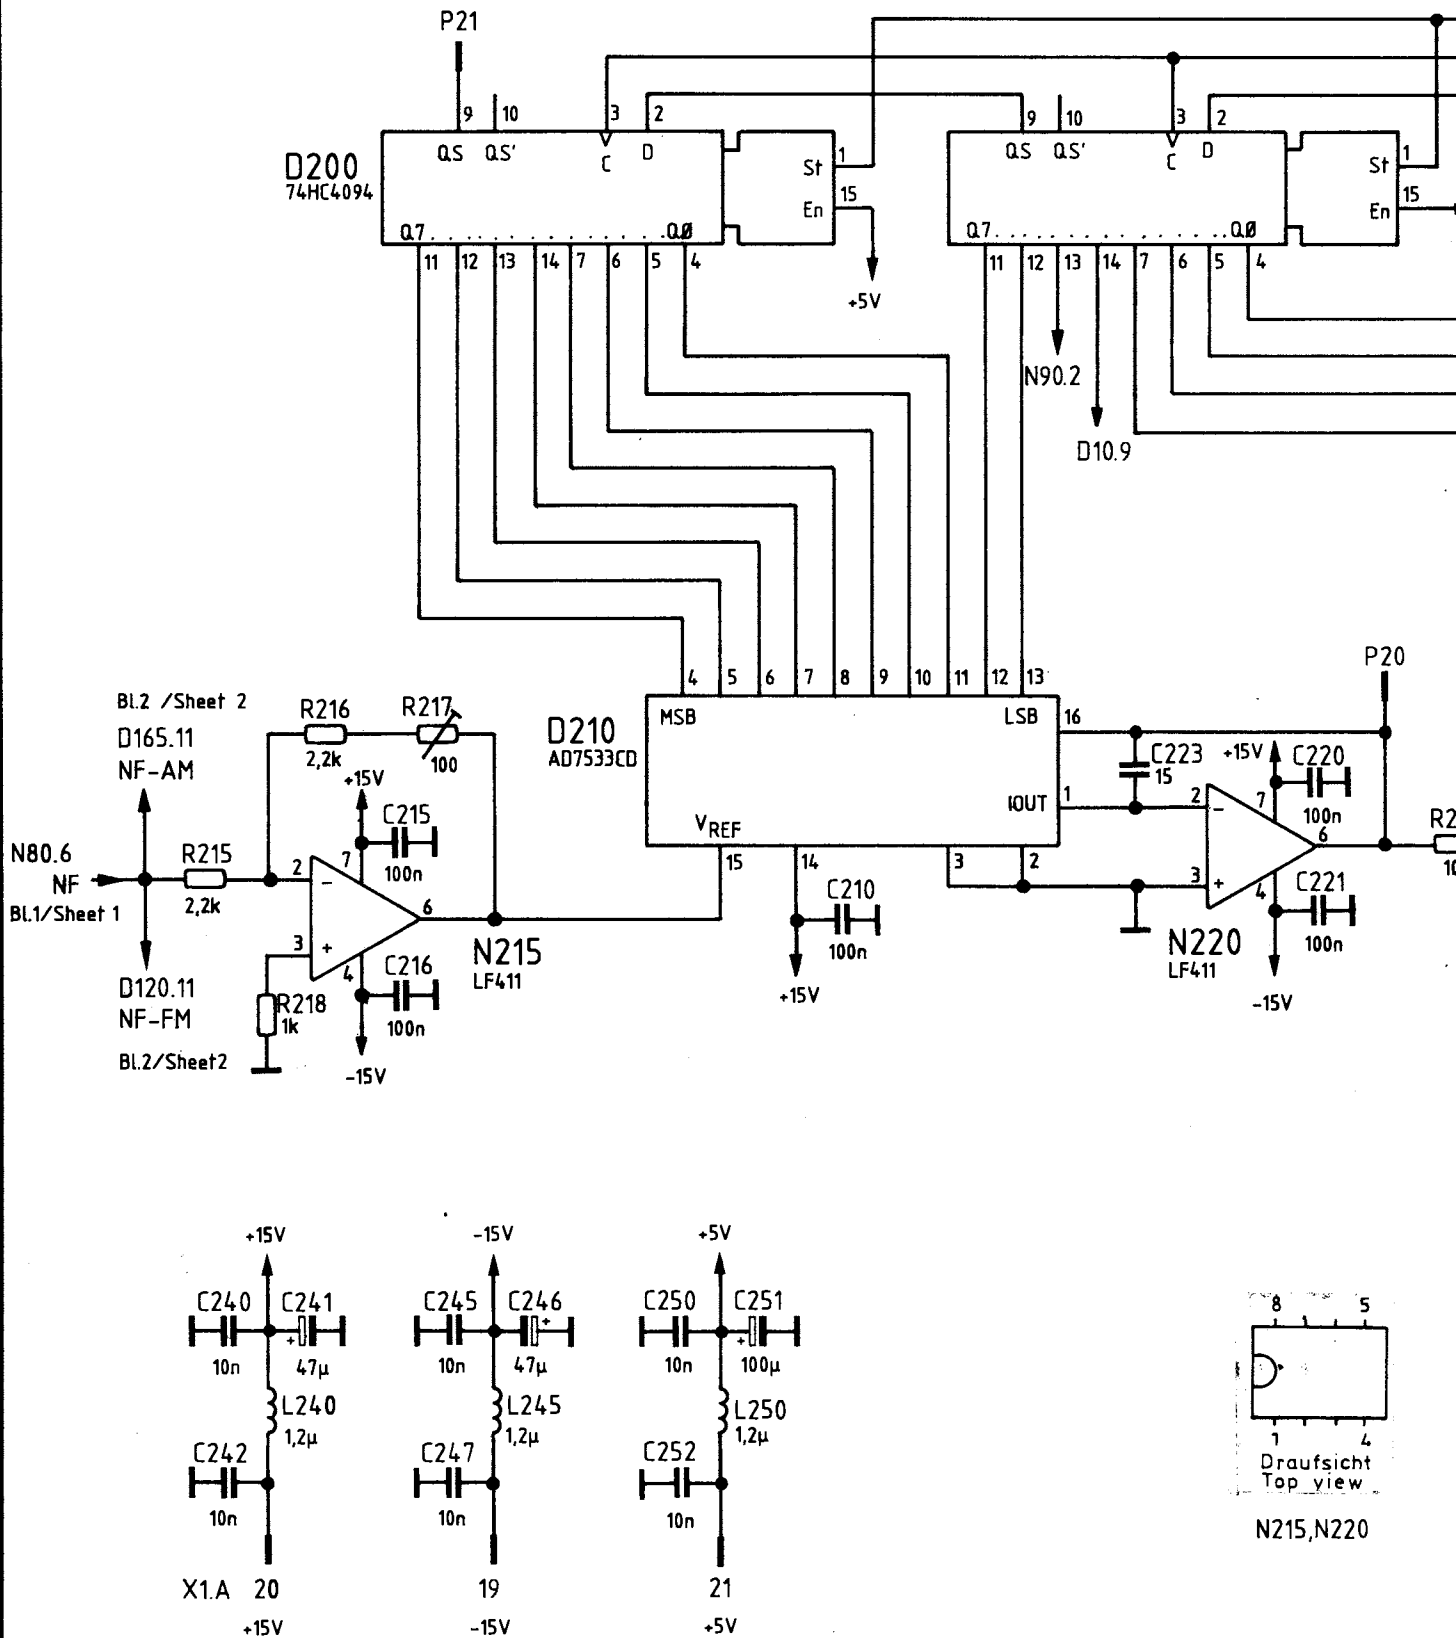 P21
9 10 3 2 9 10 3 2
QS QS' C D St 1 QS QS' C D St 1
D200
74HC4094
En 15 En 15
Q7 . . . . . . . . . . . . QØ Q7 . . . . . . . . . . . . QØ
11 12 13 14 7 6 5 4 11 12 13 14 7 6 5 4
+5V
N90.2
D10.9
P20
4 5 6 7 8 9 10 11 12 13
Bl.2 /Sheet 2
R216 R217
D210
AD7533CD
MSB LSB 16
D165.11
NF-AM
2,2k 100
C223
15
+15V C220
100n
+15V
C215
100n
IOUT 1
2 - 7
6
VREF
R2
10
N80.6
NF
Bl.1/Sheet 1
R215
2,2k
2 - 7
6
15 14 3 2
3 + 4
C221
100n
C210
100n
3 + 4
N215
LF411
N220
LF411
C216
100n
D120.11
NF-FM
R218
1k
+15V
-15V
Bl.2/Sheet2
-15V
+15V -15V +5V
C240 C241 C245 C246 C250 C251
+ + +
10n 47µ 10n 47µ 10n 100µ
8 5
L240 L245 L250
1,2µ 1,2µ 1,2µ
1 4
C242 C247 C252
Draufsicht
Top view
10n 10n 10n
N215,N220
X1.A 20 19 21
+15V -15V +5V